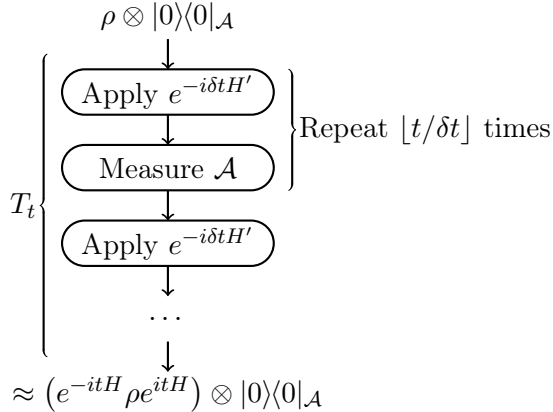 ρ ⊗ |0⟩⟨0|_𝒜
Apply e^{-iδtH'}
Measure 𝒜
Repeat ⌊t/δt⌋ times
T_t
Apply e^{-iδtH'}
⋯
≈ (e^{-itH} ρ e^{itH}) ⊗ |0⟩⟨0|_𝒜